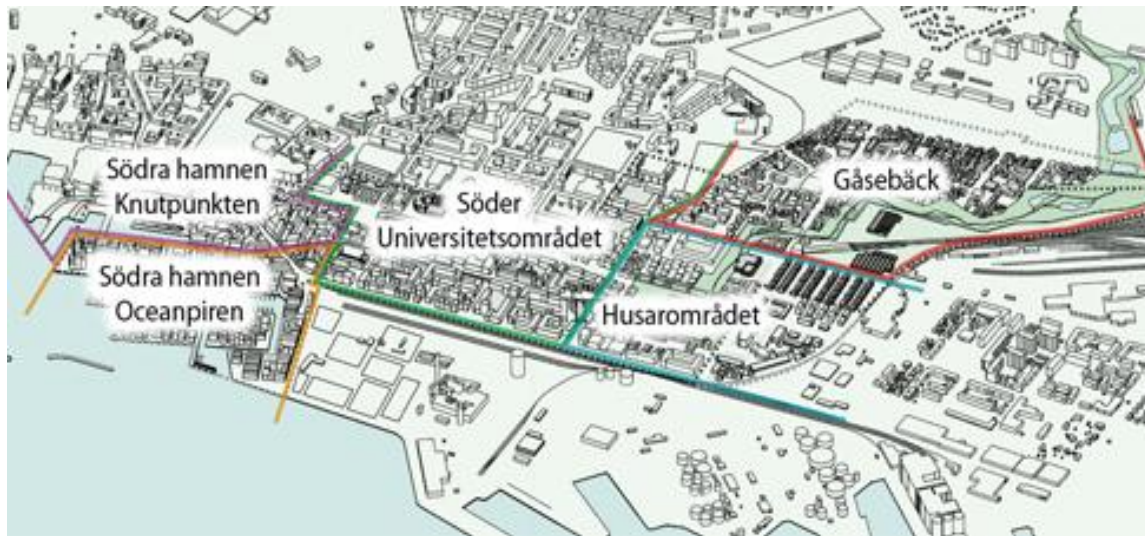 Södra hamnen
Knutpunkten
Söder
Universitetsområdet
Gåsebäck
Södra hamnen
Oceanpiren
Husarområdet